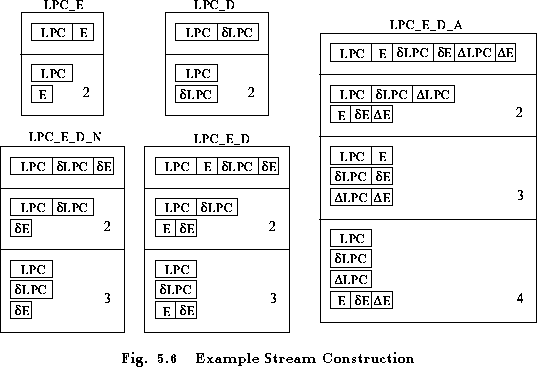 LPC_E
LPC E
LPC
E 2
LPC_D
LPC δLPC
LPC
δLPC 2
LPC_E_D_A
LPC E δLPC δE ΔLPC ΔE
LPC δLPC ΔLPC
E δE ΔE 2
LPC E
δLPC δE
ΔLPC ΔE 3
LPC
δLPC
ΔLPC
E δE ΔE 4
LPC_E_D_N
LPC δLPC δE
LPC δLPC
δE 2
LPC
δLPC
δE 3
LPC_E_D
LPC E δLPC δE
LPC δLPC
E δE 2
LPC
δLPC
E δE 3
Fig. 5.6 Example Stream Construction